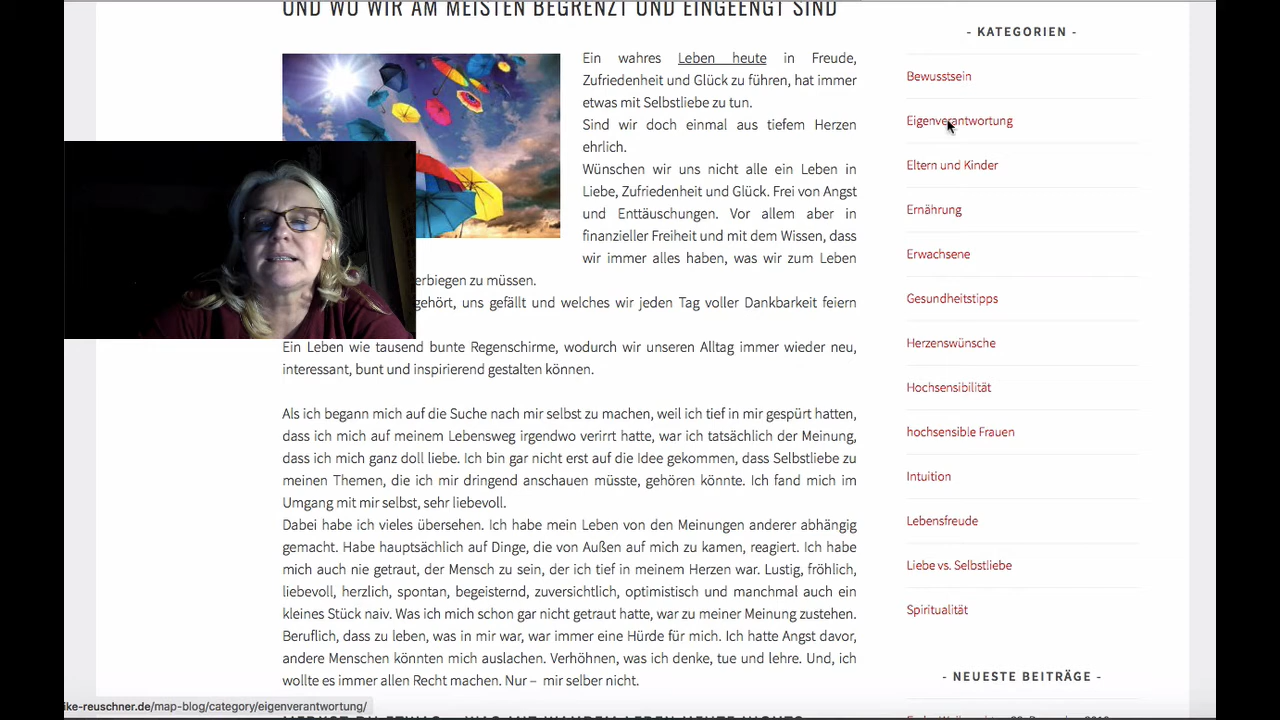 UND WO WIR AM MEISTEN BEGRENZT UND EINGEENGT SIND
Ein wahres Leben heute in Freude,
Zufriedenheit und Glück zu führen, hat immer
etwas mit Selbstliebe zu tun.
Sind wir doch einmal aus tiefem Herzen
ehrlich.
Wünschen wir uns nicht alle ein Leben in
Liebe, Zufriedenheit und Glück. Frei von Angst
und Enttäuschungen. Vor allem aber in
finanzieller Freiheit und mit dem Wissen, dass
wir immer alles haben, was wir zum Leben
erbiegen zu müssen.
gehört, uns gefällt und welches wir jeden Tag voller Dankbarkeit feiern
Ein Leben wie tausend bunte Regenschirme, wodurch wir unseren Alltag immer wieder neu,
interessant, bunt und inspirierend gestalten können.
Als ich begann mich auf die Suche nach mir selbst zu machen, weil ich tief in mir gespürt hatten,
dass ich mich auf meinem Lebensweg irgendwo verirrt hatte, war ich tatsächlich der Meinung,
dass ich mich ganz doll liebe. Ich bin gar nicht erst auf die Idee gekommen, dass Selbstliebe zu
meinen Themen, die ich mir dringend anschauen müsste, gehören könnte. Ich fand mich im
Umgang mit mir selbst, sehr liebevoll.
Dabei habe ich vieles übersehen. Ich habe mein Leben von den Meinungen anderer abhängig
gemacht. Habe hauptsächlich auf Dinge, die von Außen auf mich zu kamen, reagiert. Ich habe
mich auch nie getraut, der Mensch zu sein, der ich tief in meinem Herzen war. Lustig, fröhlich,
liebevoll, herzlich, spontan, begeisternd, zuversichtlich, optimistisch und manchmal auch ein
kleines Stück naiv. Was ich mich schon gar nicht getraut hatte, war zu meiner Meinung zustehen.
Beruflich, dass zu leben, was in mir war, war immer eine Hürde für mich. Ich hatte Angst davor,
andere Menschen könnten mich auslachen. Verhöhnen, was ich denke, tue und lehre. Und, ich
wollte es immer allen Recht machen. Nur – mir selber nicht.
- KATEGORIEN -
Bewusstsein
Eigenverantwortung
Eltern und Kinder
Ernährung
Erwachsene
Gesundheitstipps
Herzenswünsche
Hochsensibilität
hochsensible Frauen
Intuition
Lebensfreude
Liebe vs. Selbstliebe
Spiritualität
- NEUESTE BEITRÄGE -
ike-reuschner.de/map-blog/category/eigenverantwortung/